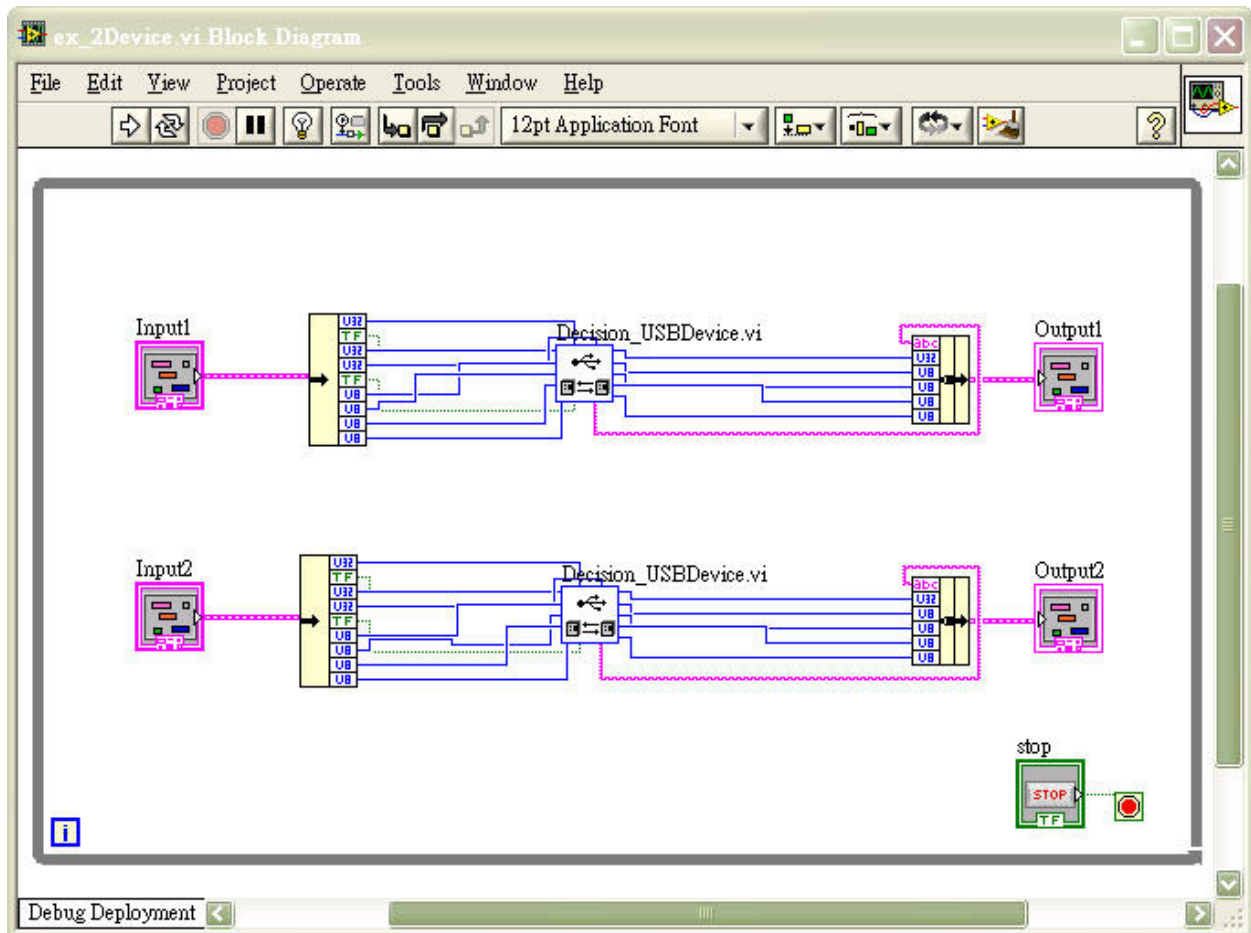 ex_2Device.vi Block Diagram
File Edit View Project Operate Tools Window Help
12pt Application Font
Input1
U32
TF
U32
U32
TF
U8
U8
U8
U8
Decision_USBDevice.vi
abc
U32
U8
U8
U8
U8
Output1
Input2
U32
TF
U32
U32
TF
U8
U8
U8
U8
Decision_USBDevice.vi
abc
U32
U8
U8
U8
U8
Output2
stop
STOP
TF
i
Debug Deployment